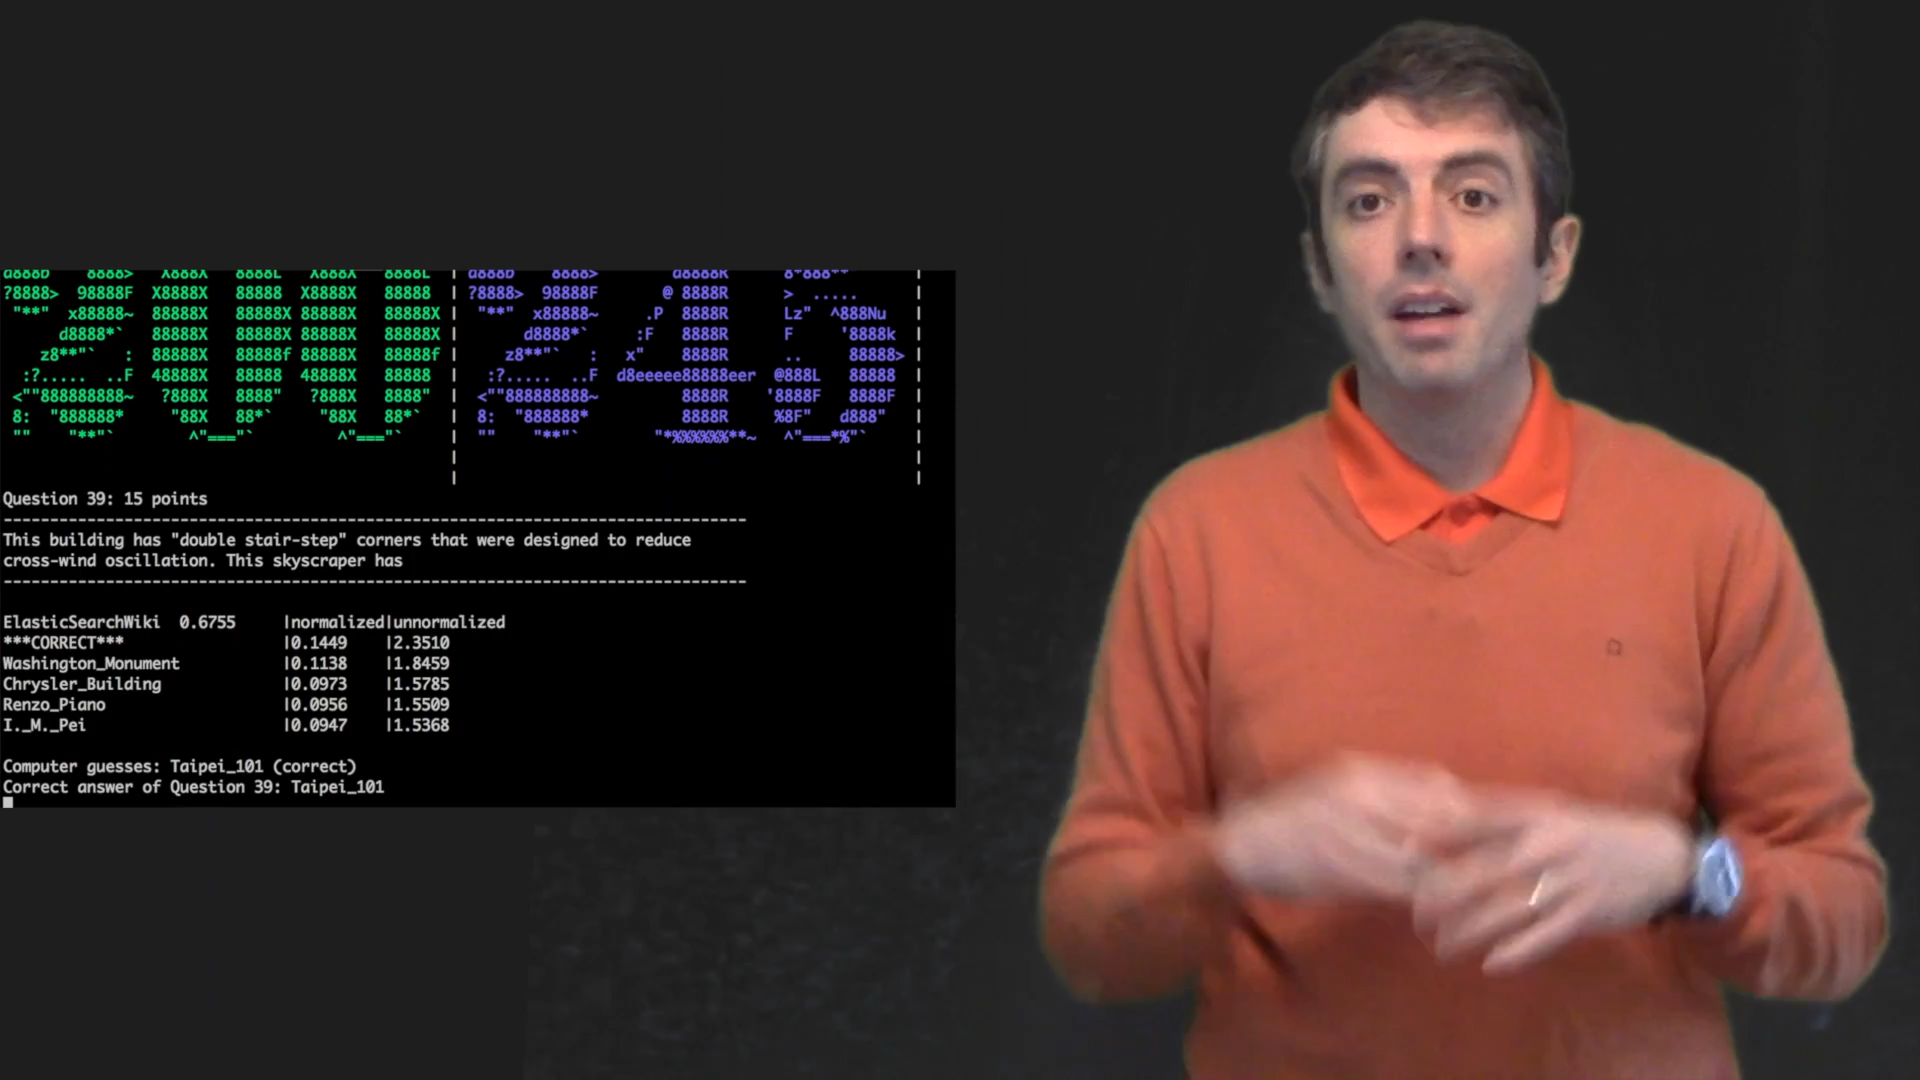 200 245
Question 39: 15 points
This building has "double stair-step" corners that were designed to reduce
cross-wind oscillation. This skyscraper has
ElasticSearchWiki 0.6755 |normalized|unnormalized
***CORRECT*** |0.1449 |2.3510
Washington_Monument |0.1138 |1.8459
Chrysler_Building |0.0973 |1.5785
Renzo_Piano |0.0956 |1.5509
I._M._Pei |0.0947 |1.5368
Computer guesses: Taipei_101 (correct)
Correct answer of Question 39: Taipei_101